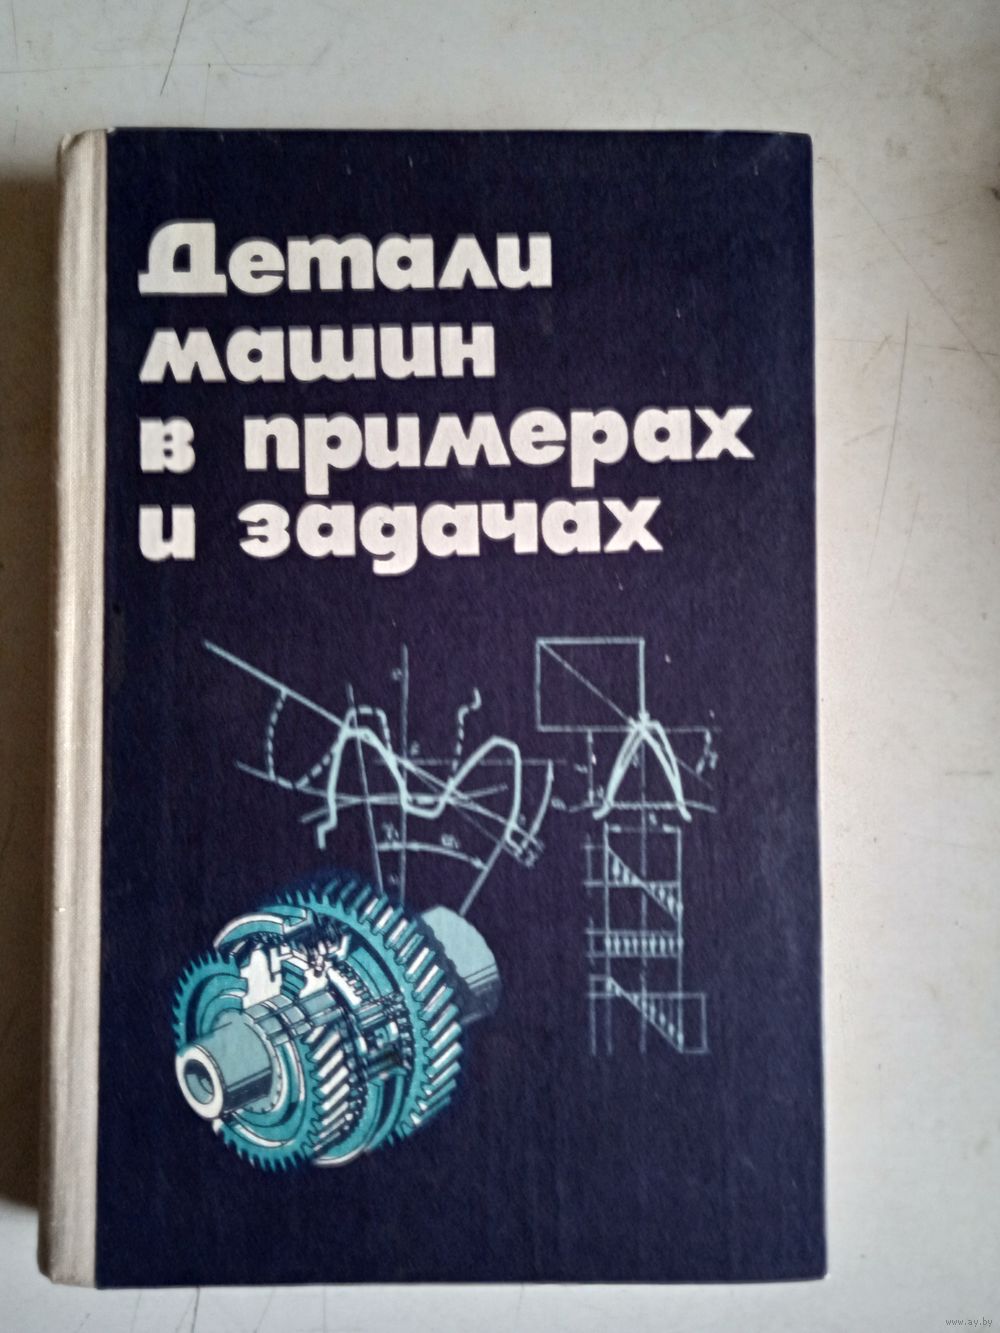 Детали
машин
в примерах
и задачах
www.ay.by